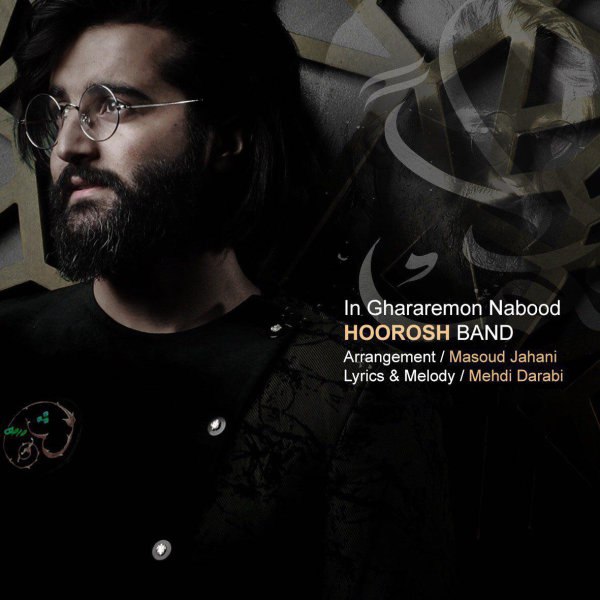 In Ghararemon Nabood
HOOROSH BAND
Arrangement / Masoud Jahani
Lyrics & Melody / Mehdi Darabi